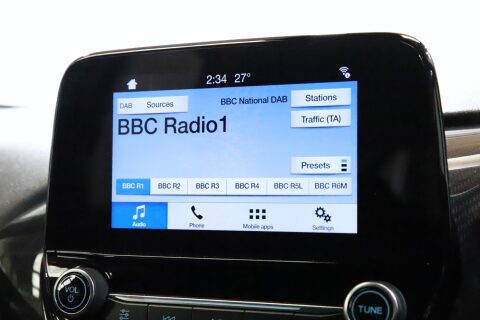 2:34 27°
DAB Sources BBC National DAB Stations
BBC Radio1
Traffic (TA)
Presets
BBC R1 BBC R2 BBC R3 BBC R4 BBC R5L BBC R6M
Audio Phone Mobile apps Settings
VOL TUNE